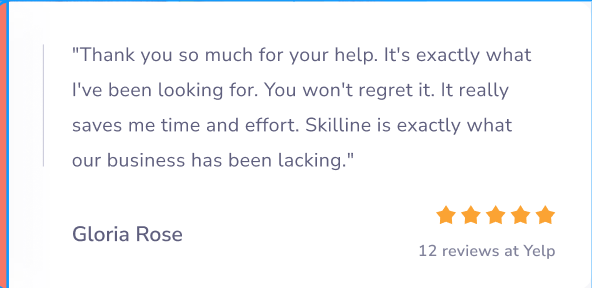 "Thank you so much for your help. It's exactly what
I've been looking for. You won't regret it. It really
saves me time and effort. Skilline is exactly what
our business has been lacking."
Gloria Rose
12 reviews at Yelp